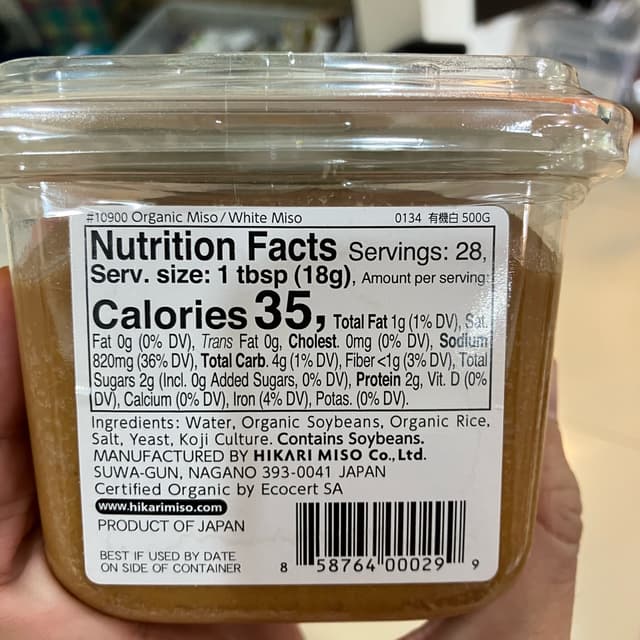 #10900 Organic Miso/White Miso 0134 有機白 500G
Nutrition Facts Servings: 28,
Serv. size: 1 tbsp (18g), Amount per serving:
Calories 35, Total Fat 1g (1% DV), Sat.
Fat 0g (0% DV), Trans Fat 0g, Cholest. 0mg (0% DV), Sodium
820mg (36% DV), Total Carb. 4g (1% DV), Fiber <1g (3% DV), Total
Sugars 2g (Incl. 0g Added Sugars, 0% DV), Protein 2g, Vit. D (0%
DV), Calcium (0% DV), Iron (4% DV), Potas. (0% DV).
Ingredients: Water, Organic Soybeans, Organic Rice,
Salt, Yeast, Koji Culture. Contains Soybeans.
MANUFACTURED BY HIKARI MISO Co., Ltd.
SUWA-GUN, NAGANO 393-0041 JAPAN
Certified Organic by Ecocert SA
www.hikarimiso.com
PRODUCT OF JAPAN
BEST IF USED BY DATE
ON SIDE OF CONTAINER
8 58764 00029 9